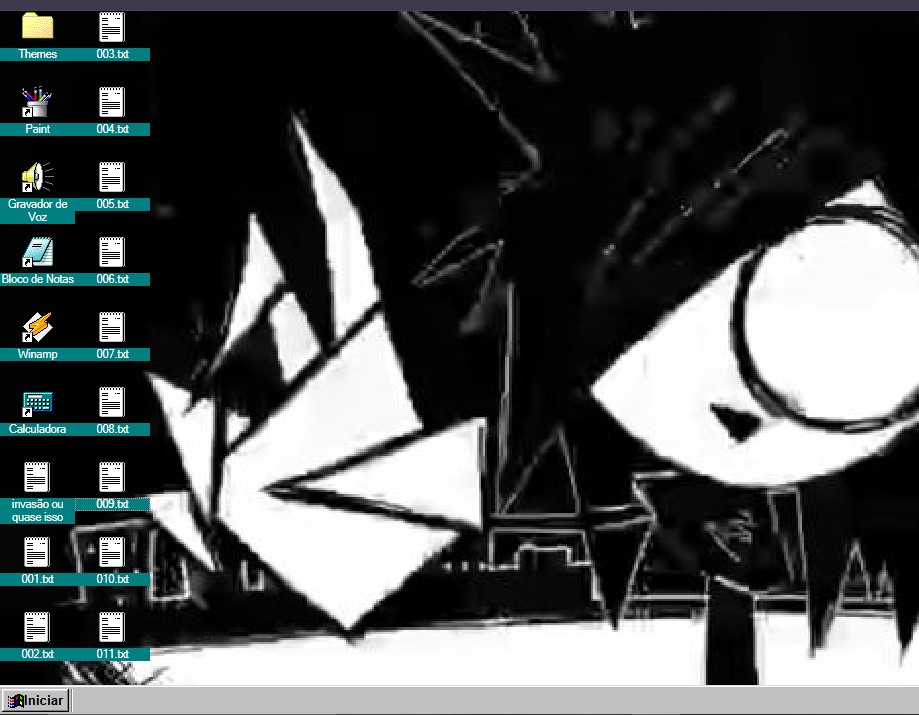 Themes
003.txt
Paint
004.txt
Gravador de
Voz
005.txt
Bloco de Notas
006.txt
Winamp
007.txt
Calculadora
008.txt
invasão ou
quase isso
009.txt
001.txt
010.txt
002.txt
011.txt
Iniciar